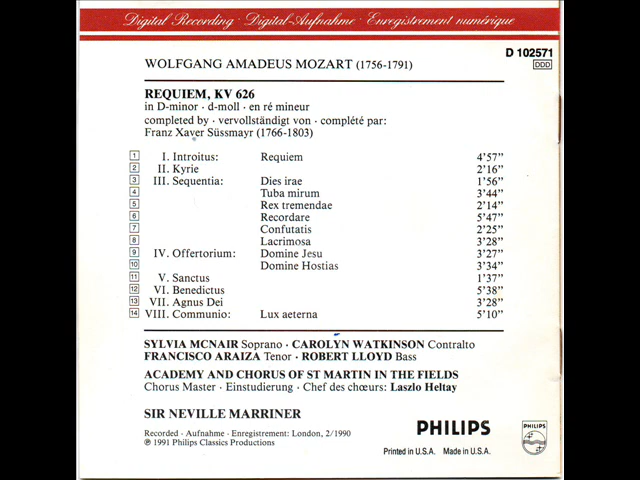 Digital Recording · Digital-Aufnahme · Enregistrement numérique
D 102571
DDD
WOLFGANG AMADEUS MOZART (1756-1791)
REQUIEM, KV 626
in D-minor · d-moll · en ré mineur
completed by · vervollständigt von · complété par:
Franz Xaver Süssmayr (1766-1803)
1 I. Introitus: Requiem 4'57"
2 II. Kyrie 2'16"
3 III. Sequentia: Dies irae 1'56"
4 Tuba mirum 3'44"
5 Rex tremendae 2'14"
6 Recordare 5'47"
7 Confutatis 2'25"
8 Lacrimosa 3'28"
9 IV. Offertorium: Domine Jesu 3'27"
10 Domine Hostias 3'34"
11 V. Sanctus 1'37"
12 VI. Benedictus 5'38"
13 VII. Agnus Dei 3'28"
14 VIII. Communio: Lux aeterna 5'10"
SYLVIA MCNAIR Soprano · CAROLYN WATKINSON Contralto
FRANCISCO ARAIZA Tenor · ROBERT LLOYD Bass
ACADEMY AND CHORUS OF ST MARTIN IN THE FIELDS
Chorus Master · Einstudierung · Chef des chœurs: Laszlo Heltay
SIR NEVILLE MARRINER
Recorded · Aufnahme · Enregistrement: London, 2/1990
℗ 1991 Philips Classics Productions
PHILIPS
PHILIPS
Printed in U.S.A. Made in U.S.A.